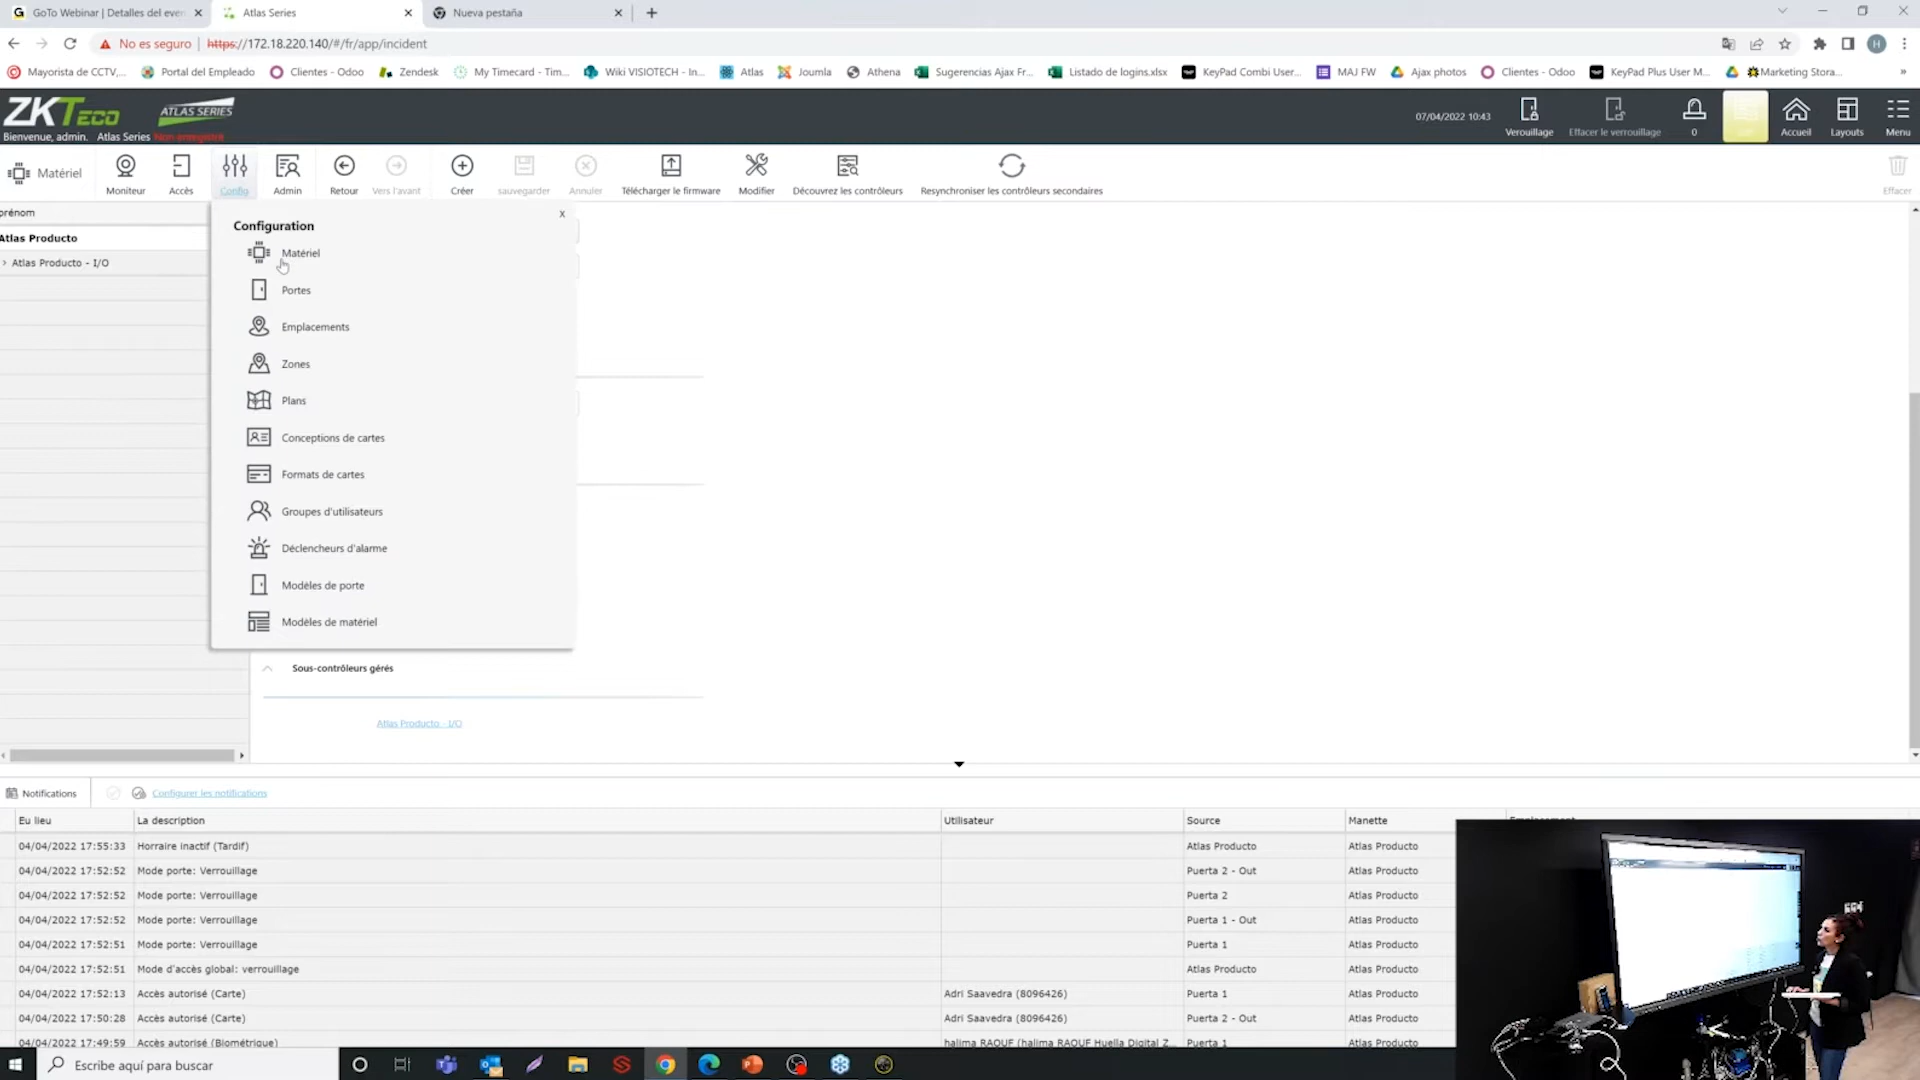 GoTo Webinar | Detalles del even
Atlas Series
Nueva pestaña
No es seguro | https://172.18.220.140/#/fr/app/incident
Mayorista de CCTV,... Portal del Empleado Clientes - Odoo Zendesk My Timecard - Tim... Wiki VISIOTECH - In... Atlas Joumla Athena Sugerencias Ajax Fr... Listado de logins.xlsx KeyPad Combi User... MAJ FW Ajax photos Clientes - Odoo KeyPad Plus User M... Marketing Stora... »
ZKTECO ATLAS SERIES
Bienvenue, admin. Atlas Series Non enregistré
07/04/2022 10:43 Verouillage Effacer le verrouillage 0 Accueil Layouts Menu
Matériel Moniteur Accès Config Admin Retour Vers l'avant Créer sauvegarder Annuler Télécharger le firmware Modifier Découvrez les contrôleurs Resynchroniser les contrôleurs secondaires Effacer
prénom
Atlas Producto
Atlas Producto - I/O
x
Configuration
Matériel
Portes
Emplacements
Zones
Plans
Conceptions de cartes
Formats de cartes
Groupes d'utilisateurs
Déclencheurs d'alarme
Modèles de porte
Modèles de matériel
Sous-contrôleurs gérés
Atlas Producto - I/O
Notifications Configurer les notifications
Eu lieu La description Utilisateur Source Manette Emplacement
04/04/2022 17:55:33 Horraire inactif (Tardif) Atlas Producto Atlas Producto
04/04/2022 17:52:52 Mode porte: Verrouillage Puerta 2 - Out Atlas Producto
04/04/2022 17:52:52 Mode porte: Verrouillage Puerta 2 Atlas Producto
04/04/2022 17:52:52 Mode porte: Verrouillage Puerta 1 - Out Atlas Producto
04/04/2022 17:52:51 Mode porte: Verrouillage Puerta 1 Atlas Producto
04/04/2022 17:52:51 Mode d'accès global: verrouillage Atlas Producto Atlas Producto
04/04/2022 17:52:13 Accès autorisé (Carte) Adri Saavedra (8096426) Puerta 1 Atlas Producto
04/04/2022 17:50:28 Accès autorisé (Carte) Adri Saavedra (8096426) Puerta 2 - Out Atlas Producto
04/04/2022 17:49:59 Accès autorisé (Biométrique) halima RAOUF (halima RAOUF Huella Digital Z... Puerta 1 Atlas Producto
Escribe aquí para buscar